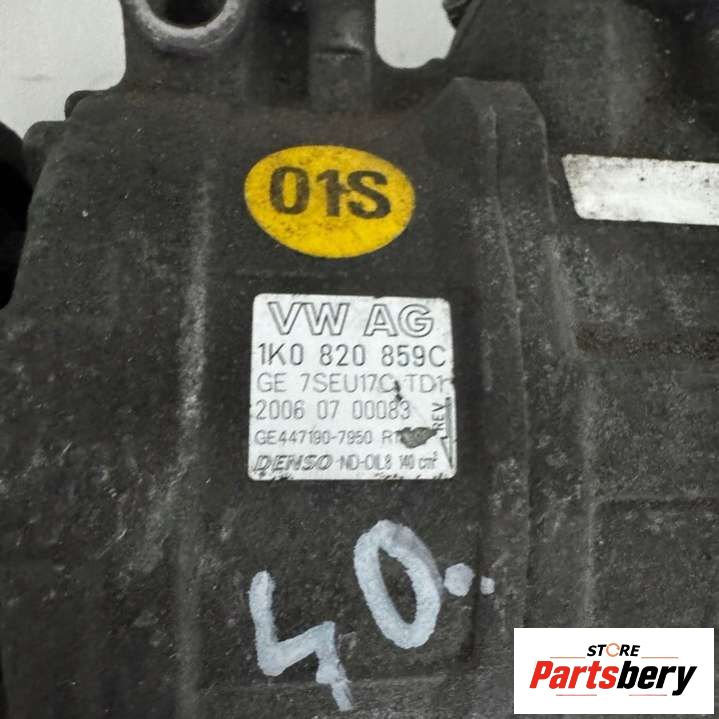 01S
VW AG
1K0 820 859C
GE 7SEU17C TD1
2006 07 00083
REV
GE447190-7950
DENSO ND-OIL8 140 cm³
40.
STORE
Partsbery